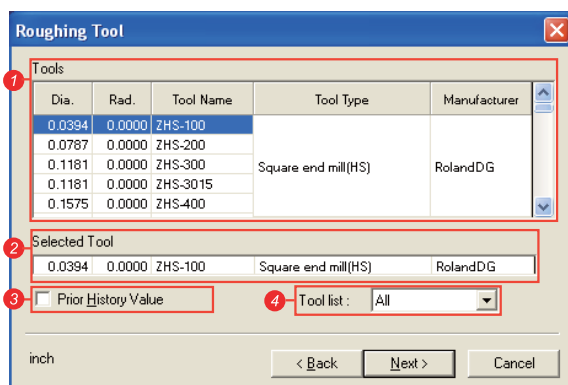 Roughing Tool
1
Tools
Dia. Rad. Tool Name Tool Type Manufacturer
0.0394 0.0000 ZHS-100
0.0787 0.0000 ZHS-200
0.1181 0.0000 ZHS-300 Square end mill(HS) RolandDG
0.1181 0.0000 ZHS-3015
0.1575 0.0000 ZHS-400
2
Selected Tool
0.0394 0.0000 ZHS-100 Square end mill(HS) RolandDG
3 Prior History Value 4 Tool list : All
inch < Back Next > Cancel